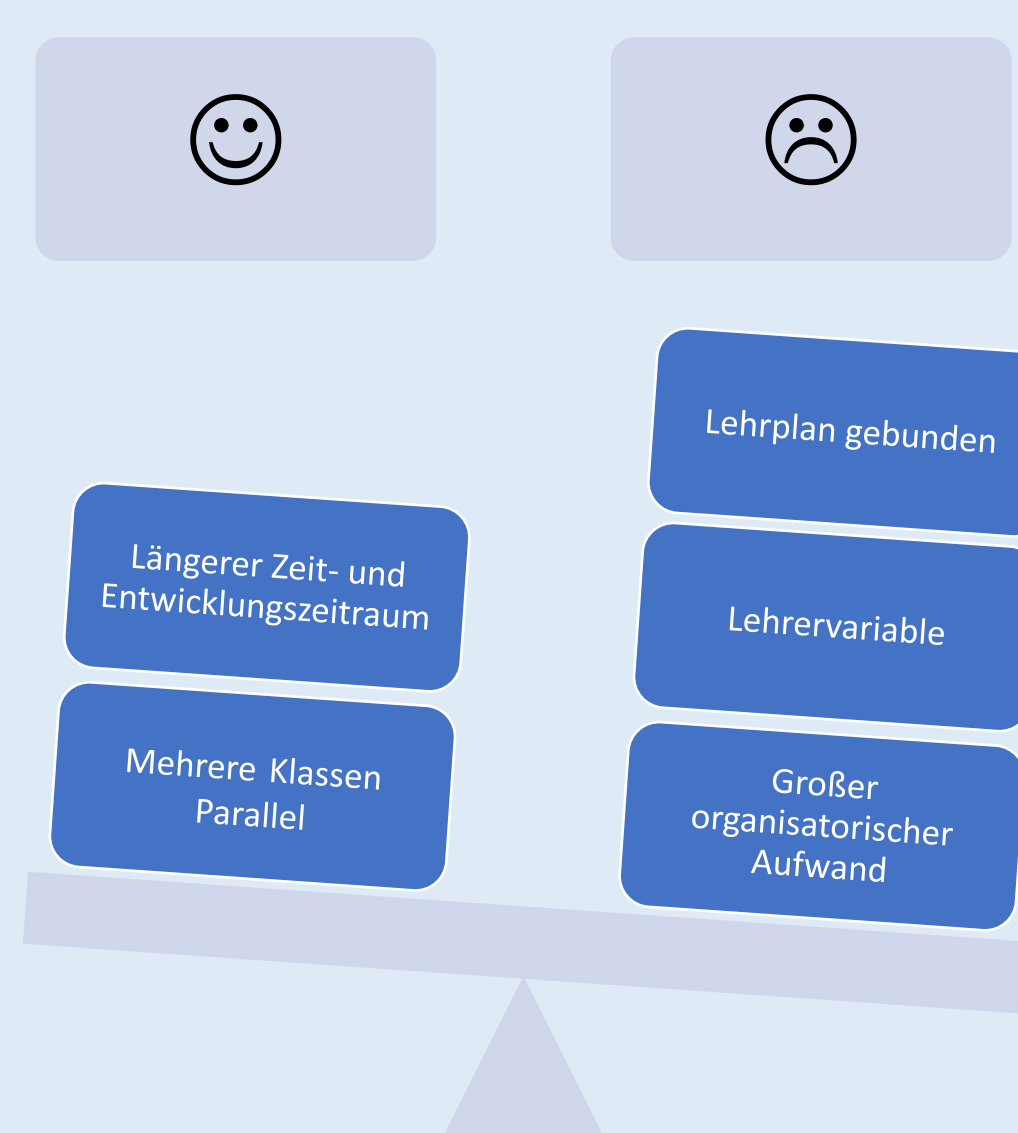 Längerer Zeit- und
Entwicklungszeitraum
Mehrere Klassen
Parallel
Lehrplan gebunden
Lehrervariable
Großer
organisatorischer
Aufwand